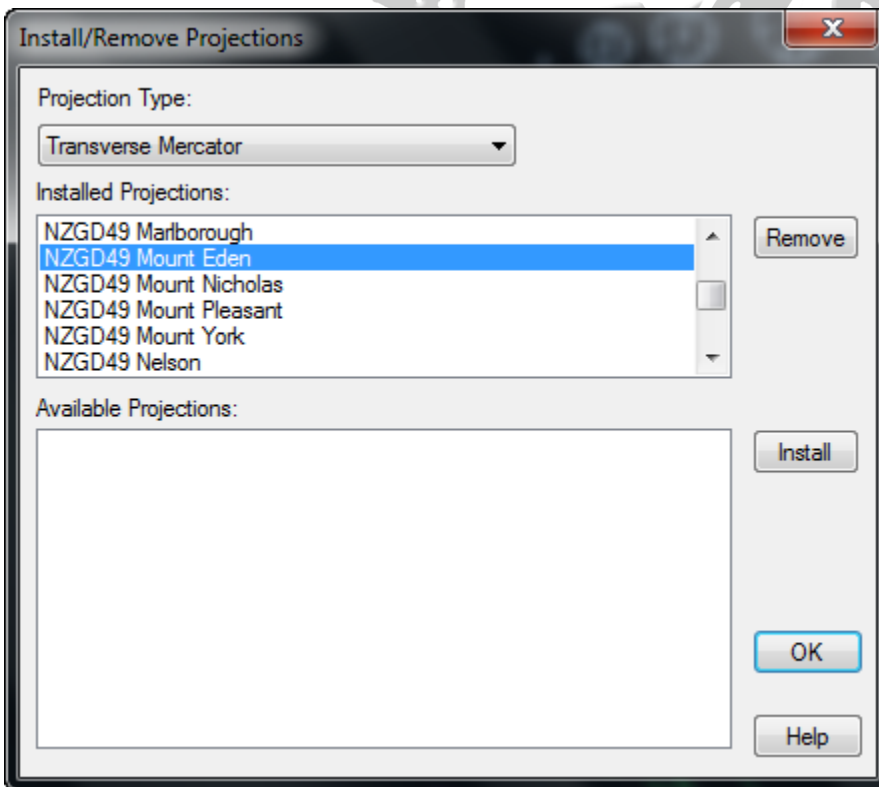 Install/Remove Projections
Projection Type:
Transverse Mercator
Installed Projections:
NZGD49 Marlborough
NZGD49 Mount Eden
NZGD49 Mount Nicholas
NZGD49 Mount Pleasant
NZGD49 Mount York
NZGD49 Nelson
Remove
Available Projections:
Install
OK
Help